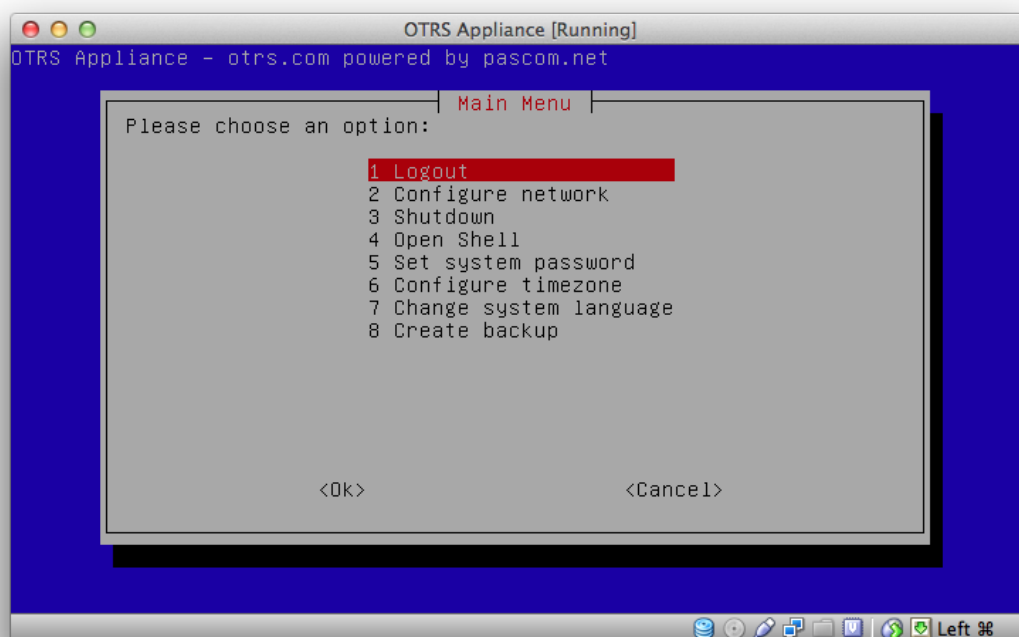 OTRS Appliance [Running]
OTRS Appliance - otrs.com powered by pascom.net
Main Menu
Please choose an option:
1 Logout
2 Configure network
3 Shutdown
4 Open Shell
5 Set system password
6 Configure timezone
7 Change system language
8 Create backup
<Ok> <Cancel>
Left ⌘